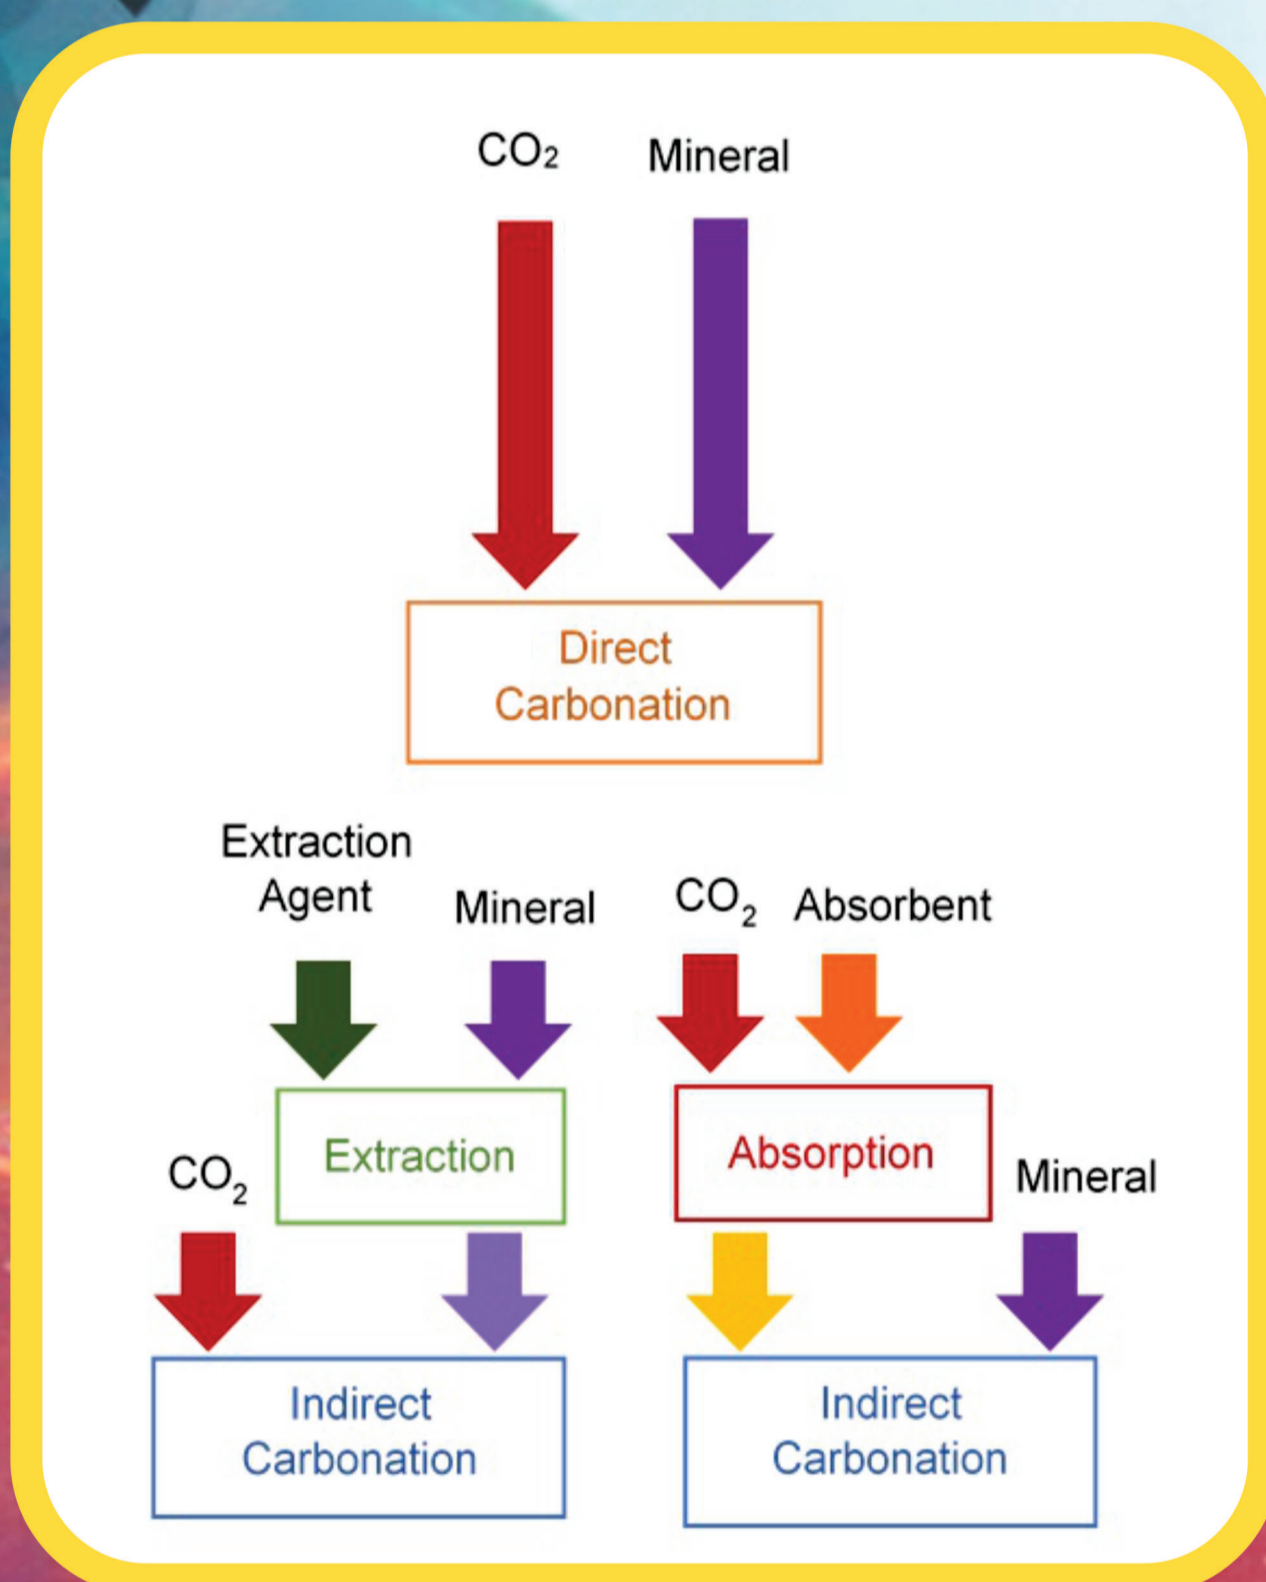 CO₂ Mineral
Direct
Carbonation
Extraction
Agent
Mineral
CO₂ Absorbent
Extraction
Absorption
CO₂
Mineral
Indirect
Carbonation
Indirect
Carbonation